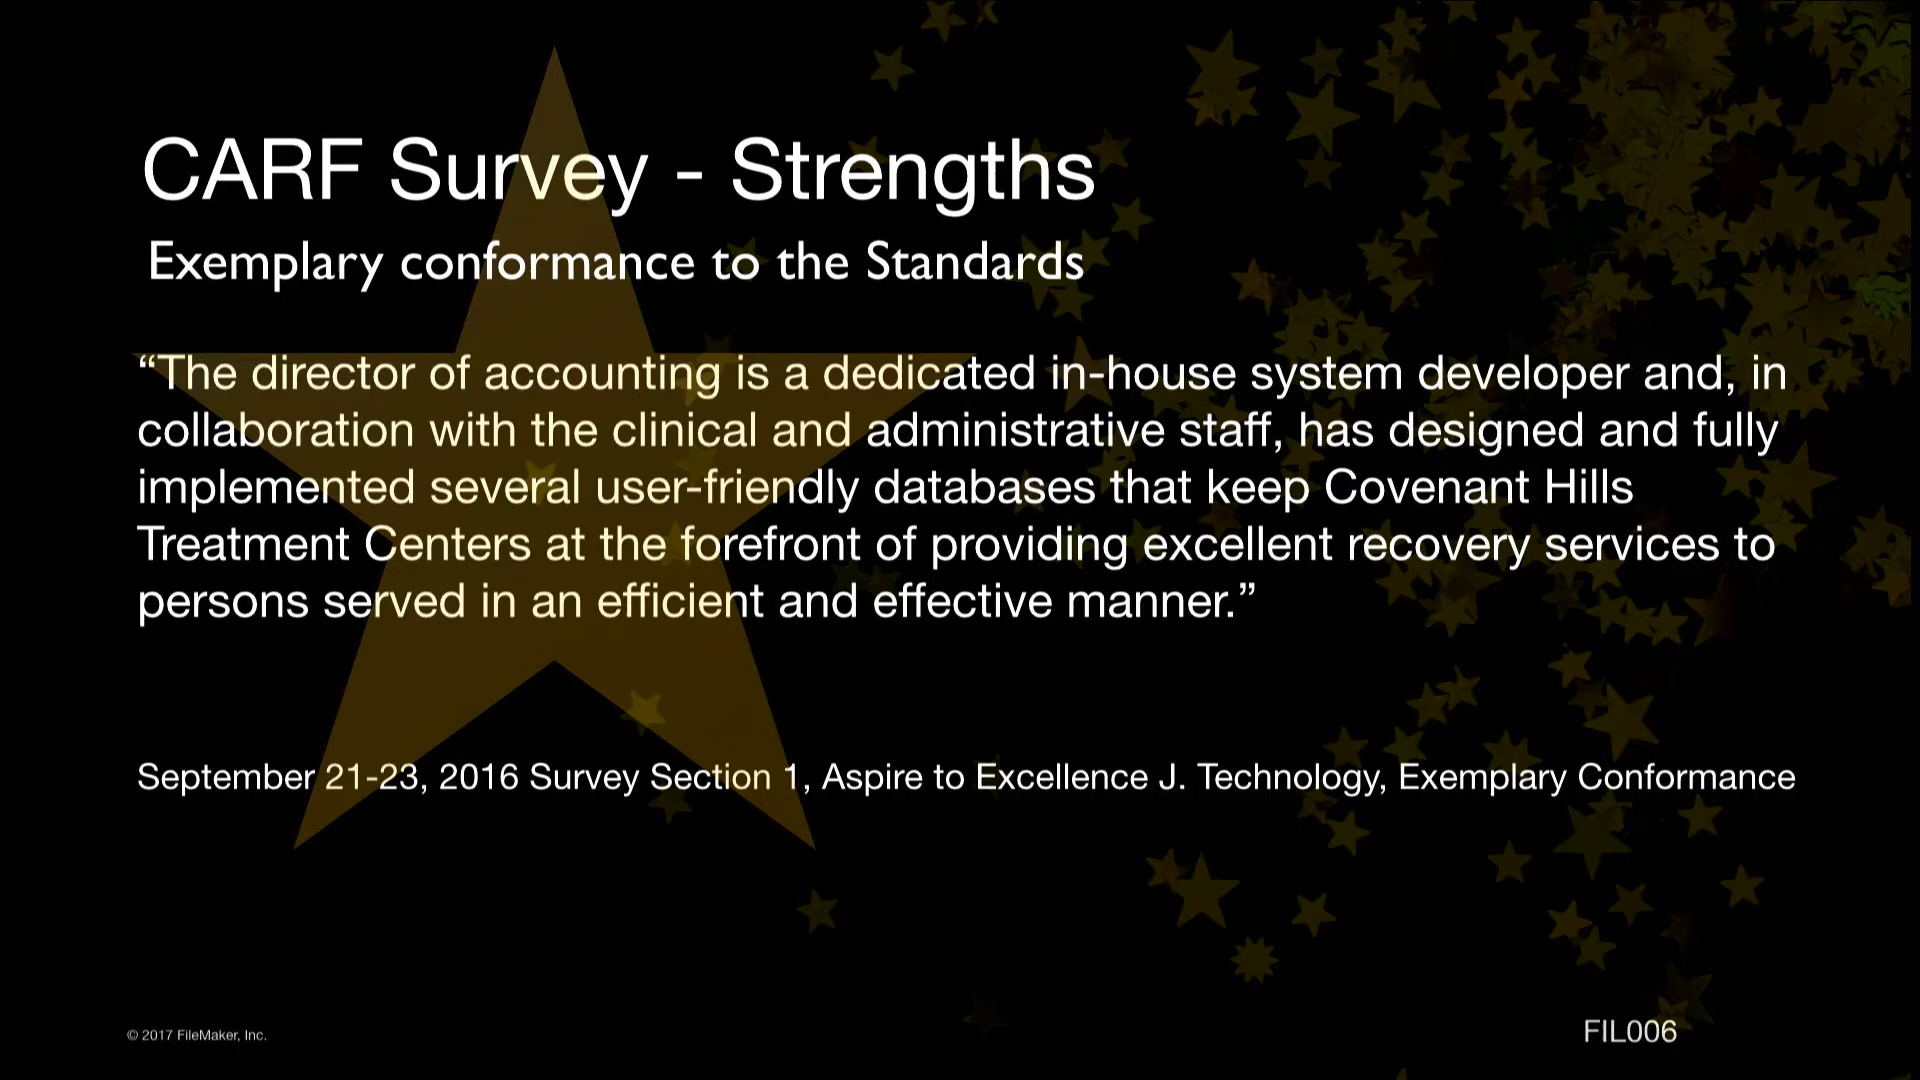 CARF Survey - Strengths
Exemplary conformance to the Standards
“The director of accounting is a dedicated in-house system developer and, in
collaboration with the clinical and administrative staff, has designed and fully
implemented several user-friendly databases that keep Covenant Hills
Treatment Centers at the forefront of providing excellent recovery services to
persons served in an efficient and effective manner.”
September 21-23, 2016 Survey Section 1, Aspire to Excellence J. Technology, Exemplary Conformance
© 2017 FileMaker, Inc.
FIL006